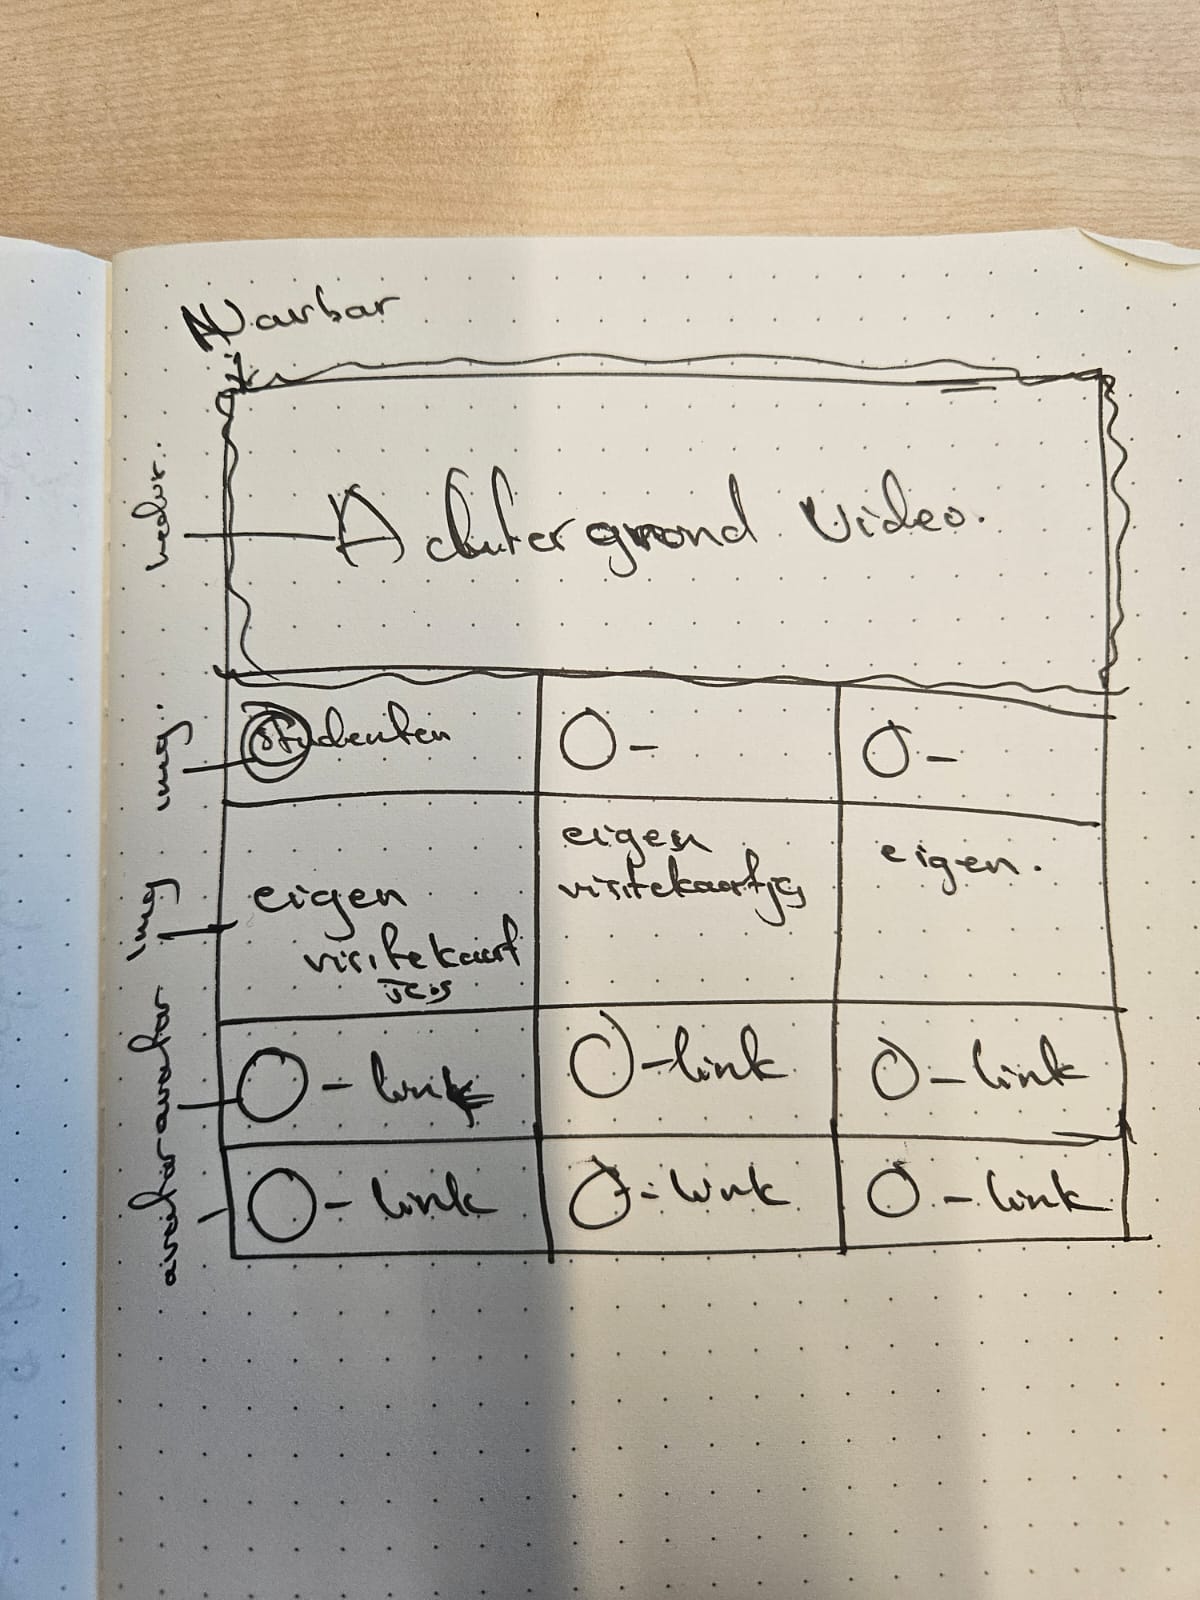 Navbar
Achtergrond video.
studenten
eigen
visitekaart
jes
eigen
visitekaartjes
eigen.
link
link
link
link
link
link
img
img
avatar
avatar